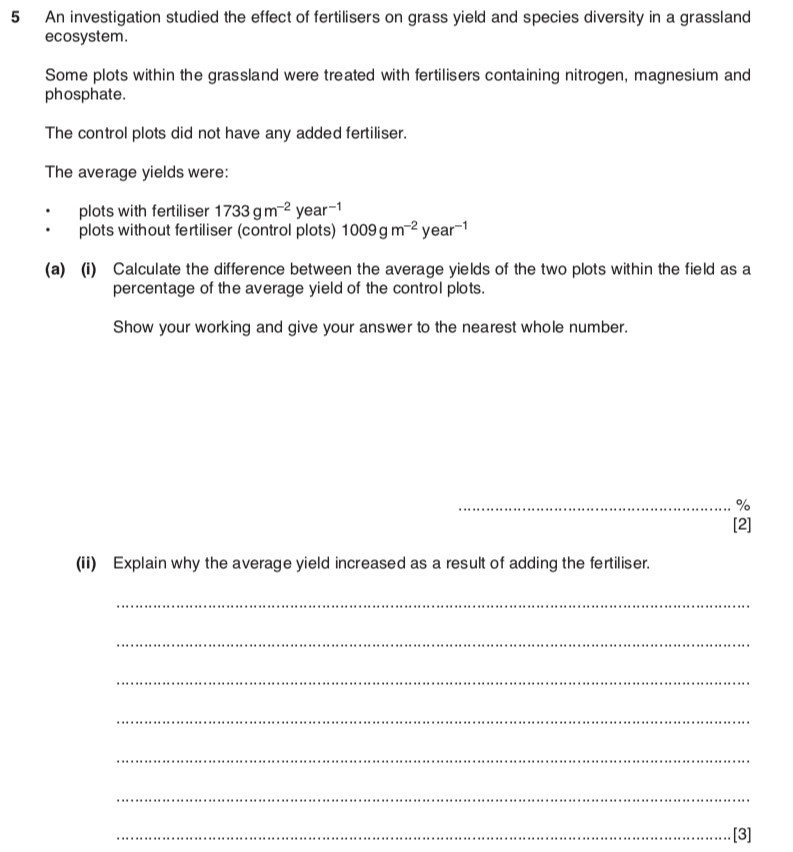 5 An investigation studied the effect of fertilisers on grass yield and species diversity in a grassland
ecosystem.
Some plots within the grassland were treated with fertilisers containing nitrogen, magnesium and
phosphate.
The control plots did not have any added fertiliser.
The average yields were:
• plots with fertiliser 1733 g m⁻² year⁻¹
• plots without fertiliser (control plots) 1009 g m⁻² year⁻¹
(a) (i) Calculate the difference between the average yields of the two plots within the field as a
percentage of the average yield of the control plots.
Show your working and give your answer to the nearest whole number.
.............................................................. %
[2]
(ii) Explain why the average yield increased as a result of adding the fertiliser.
..............................................................
..............................................................
..............................................................
..............................................................
..............................................................
..............................................................
..............................................................[3]